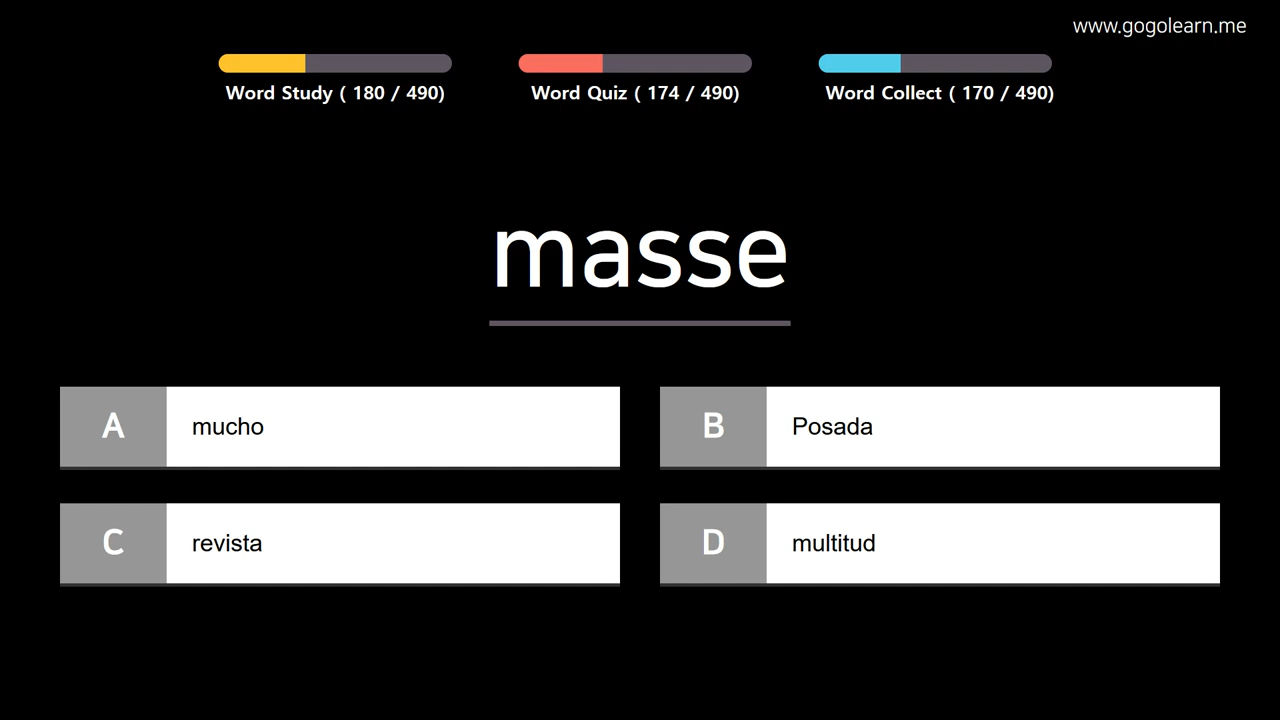 www.gogolearn.me
Word Study ( 180 / 490)
Word Quiz ( 174 / 490)
Word Collect ( 170 / 490)
masse
A mucho
B Posada
C revista
D multitud